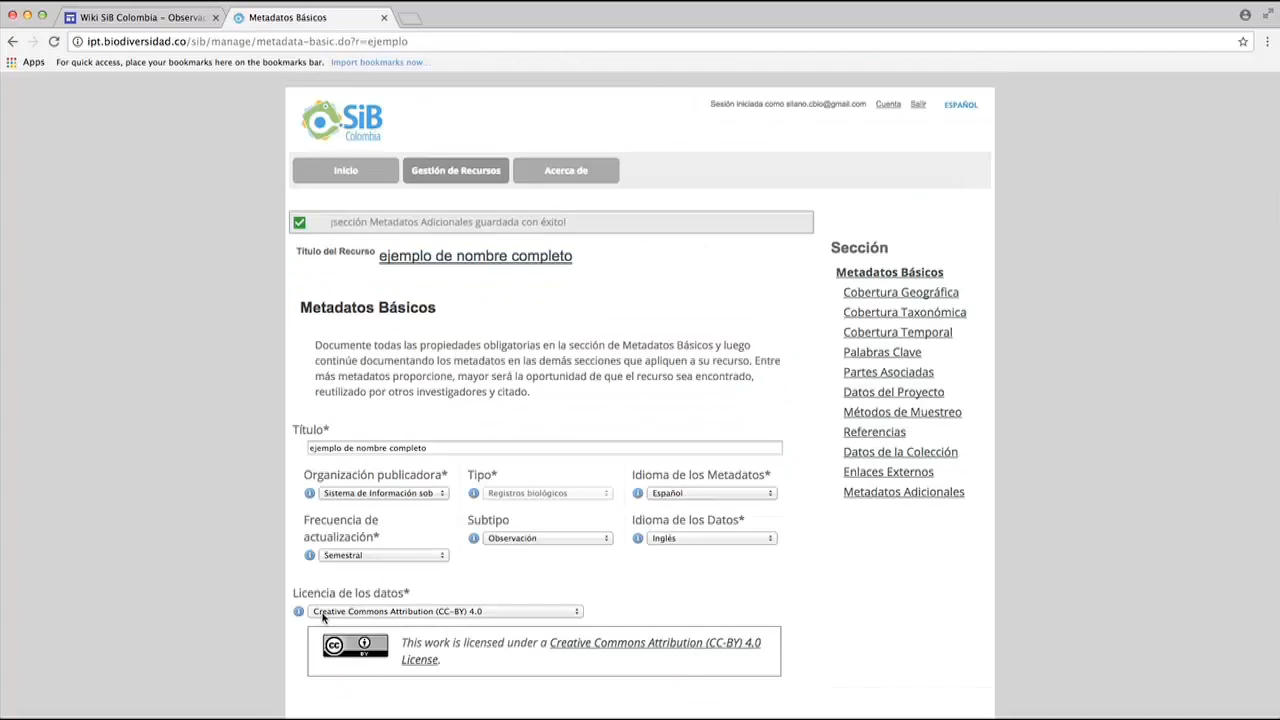 Wiki SiB Colombia – Observac
Metadatos Básicos
ipt.biodiversidad.co/sib/manage/metadata-basic.do?r=ejemplo
Apps For quick access, place your bookmarks here on the bookmarks bar. Import bookmarks now...
SiB
Colombia
Sesión iniciada como silano.cbio@gmail.com Cuenta Salir ESPAÑOL
Inicio Gestión de Recursos Acerca de
¡sección Metadatos Adicionales guardada con éxito!
Título del Recurso ejemplo de nombre completo
Metadatos Básicos
Documente todas las propiedades obligatorias en la sección de Metadatos Básicos y luego
continúe documentando los metadatos en las demás secciones que apliquen a su recurso. Entre
más metadatos proporcione, mayor será la oportunidad de que el recurso sea encontrado,
reutilizado por otros investigadores y citado.
Título*
ejemplo de nombre completo
Organización publicadora* Tipo* Idioma de los Metadatos*
Sistema de Información sob Registros biológicos Español
Frecuencia de
actualización*
Subtipo Idioma de los Datos*
Semestral Observación Inglés
Licencia de los datos*
Creative Commons Attribution (CC-BY) 4.0
cc BY
This work is licensed under a Creative Commons Attribution (CC-BY) 4.0
License.
Sección
Metadatos Básicos
Cobertura Geográfica
Cobertura Taxonómica
Cobertura Temporal
Palabras Clave
Partes Asociadas
Datos del Proyecto
Métodos de Muestreo
Referencias
Datos de la Colección
Enlaces Externos
Metadatos Adicionales